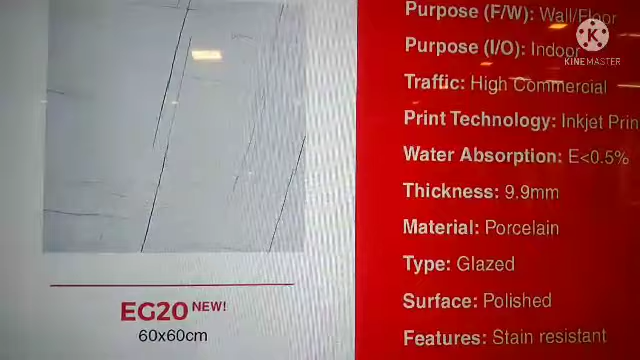 Purpose (F/W): Wall/Floor
Purpose (I/O): Indoor
KINEMASTER
Traffic: High Commercial
Print Technology: Inkjet Prin
Water Absorption: E<0.5%
Thickness: 9.9mm
Material: Porcelain
Type: Glazed
Surface: Polished
Features: Stain resistant
EG20 NEW!
60x60cm